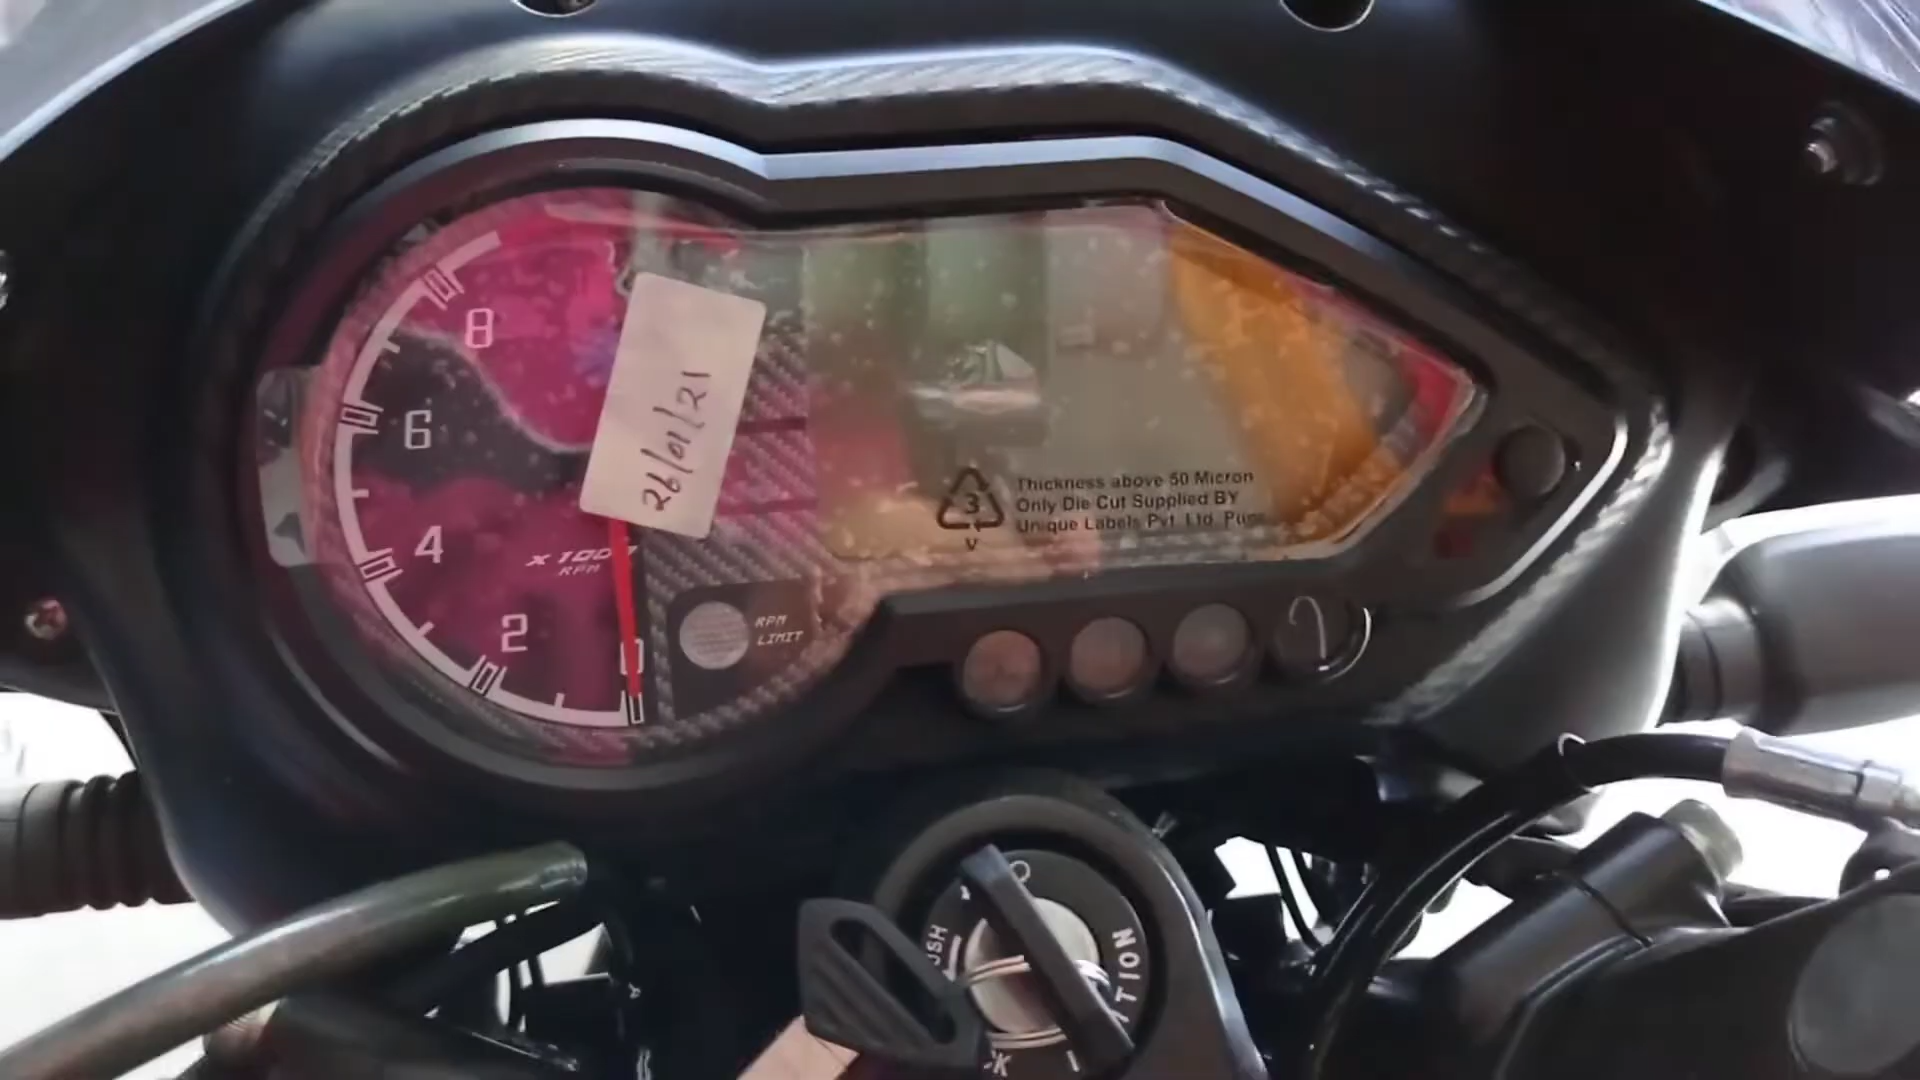 8
6
4
2
0
X 1000
RPM
26/01/21
RPM
LIMIT
3
V
Thickness above 50 Micron
Only Die Cut Supplied BY
Unique Labels Pvt. Ltd.